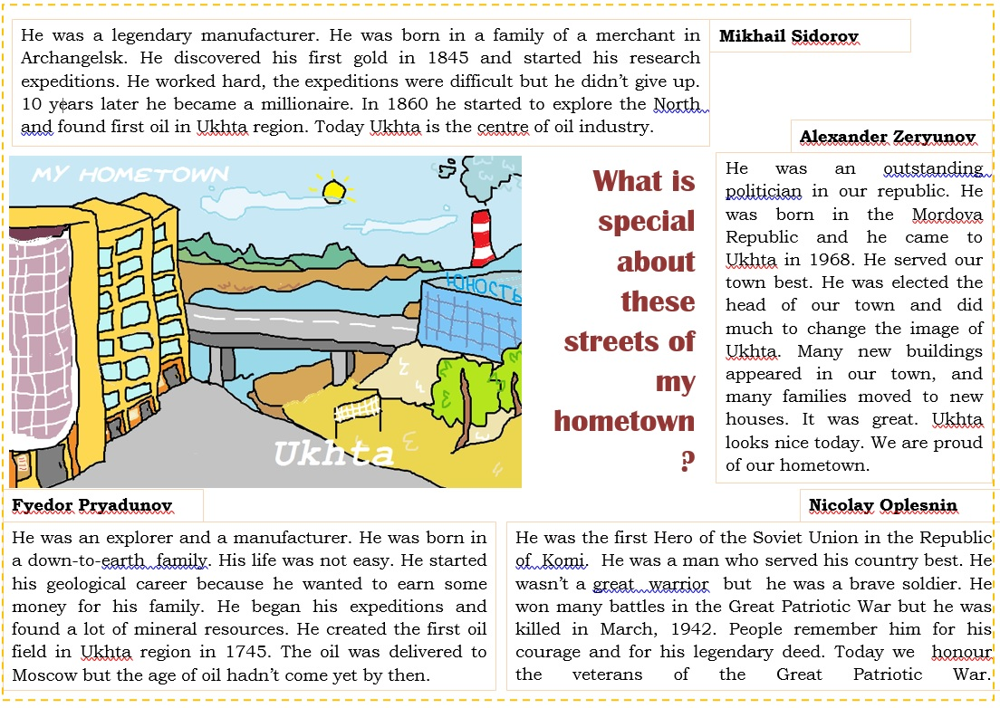 He was a legendary manufacturer. He was born in a family of a merchant in
Archangelsk. He discovered his first gold in 1845 and started his research
expeditions. He worked hard, the expeditions were difficult but he didn’t give up.
10 years later he became a millionaire. In 1860 he started to explore the North
and found first oil in Ukhta region. Today Ukhta is the centre of oil industry.
Mikhail Sidorov
Alexander Zeryunov
He was an outstanding
politician in our republic. He
was born in the Mordova
Republic and he came to
Ukhta in 1968. He served our
town best. He was elected the
head of our town and did
much to change the image of
Ukhta. Many new buildings
appeared in our town, and
many families moved to new
houses. It was great. Ukhta
looks nice today. We are proud
of our hometown.
MY HOMETOWN
ЮНОСТЬ
Ukhta
What is
special
about
these
streets of
my
hometown
?
Fyedor Pryadunov
He was an explorer and a manufacturer. He was born in
a down-to-earth family. His life was not easy. He started
his geological career because he wanted to earn some
money for his family. He began his expeditions and
found a lot of mineral resources. He created the first oil
field in Ukhta region in 1745. The oil was delivered to
Moscow but the age of oil hadn’t come yet by then.
Nicolay Oplesnin
He was the first Hero of the Soviet Union in the Republic
of Komi. He was a man who served his country best. He
wasn’t a great warrior but he was a brave soldier. He
won many battles in the Great Patriotic War but he was
killed in March, 1942. People remember him for his
courage and for his legendary deed. Today we honour
the veterans of the Great Patriotic War.